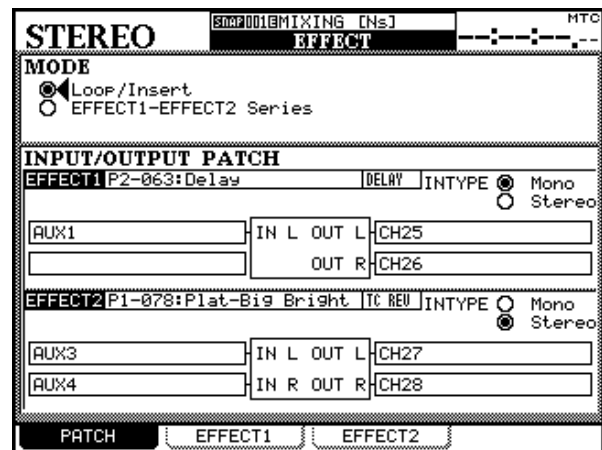 STEREO
SNAP001 MIXING [Ns]
EFFECT
MTC
--:--:--.--
MODE
Loop/Insert
EFFECT1-EFFECT2 Series
INPUT/OUTPUT PATCH
EFFECT1 P2-063:Delay DELAY INTYPE Mono
Stereo
AUX1 IN L OUT L CH25
OUT R CH26
EFFECT2 P1-078:Plat-Big Bright TC REV INTYPE Mono
Stereo
AUX3 IN L OUT L CH27
AUX4 IN R OUT R CH28
PATCH EFFECT1 EFFECT2